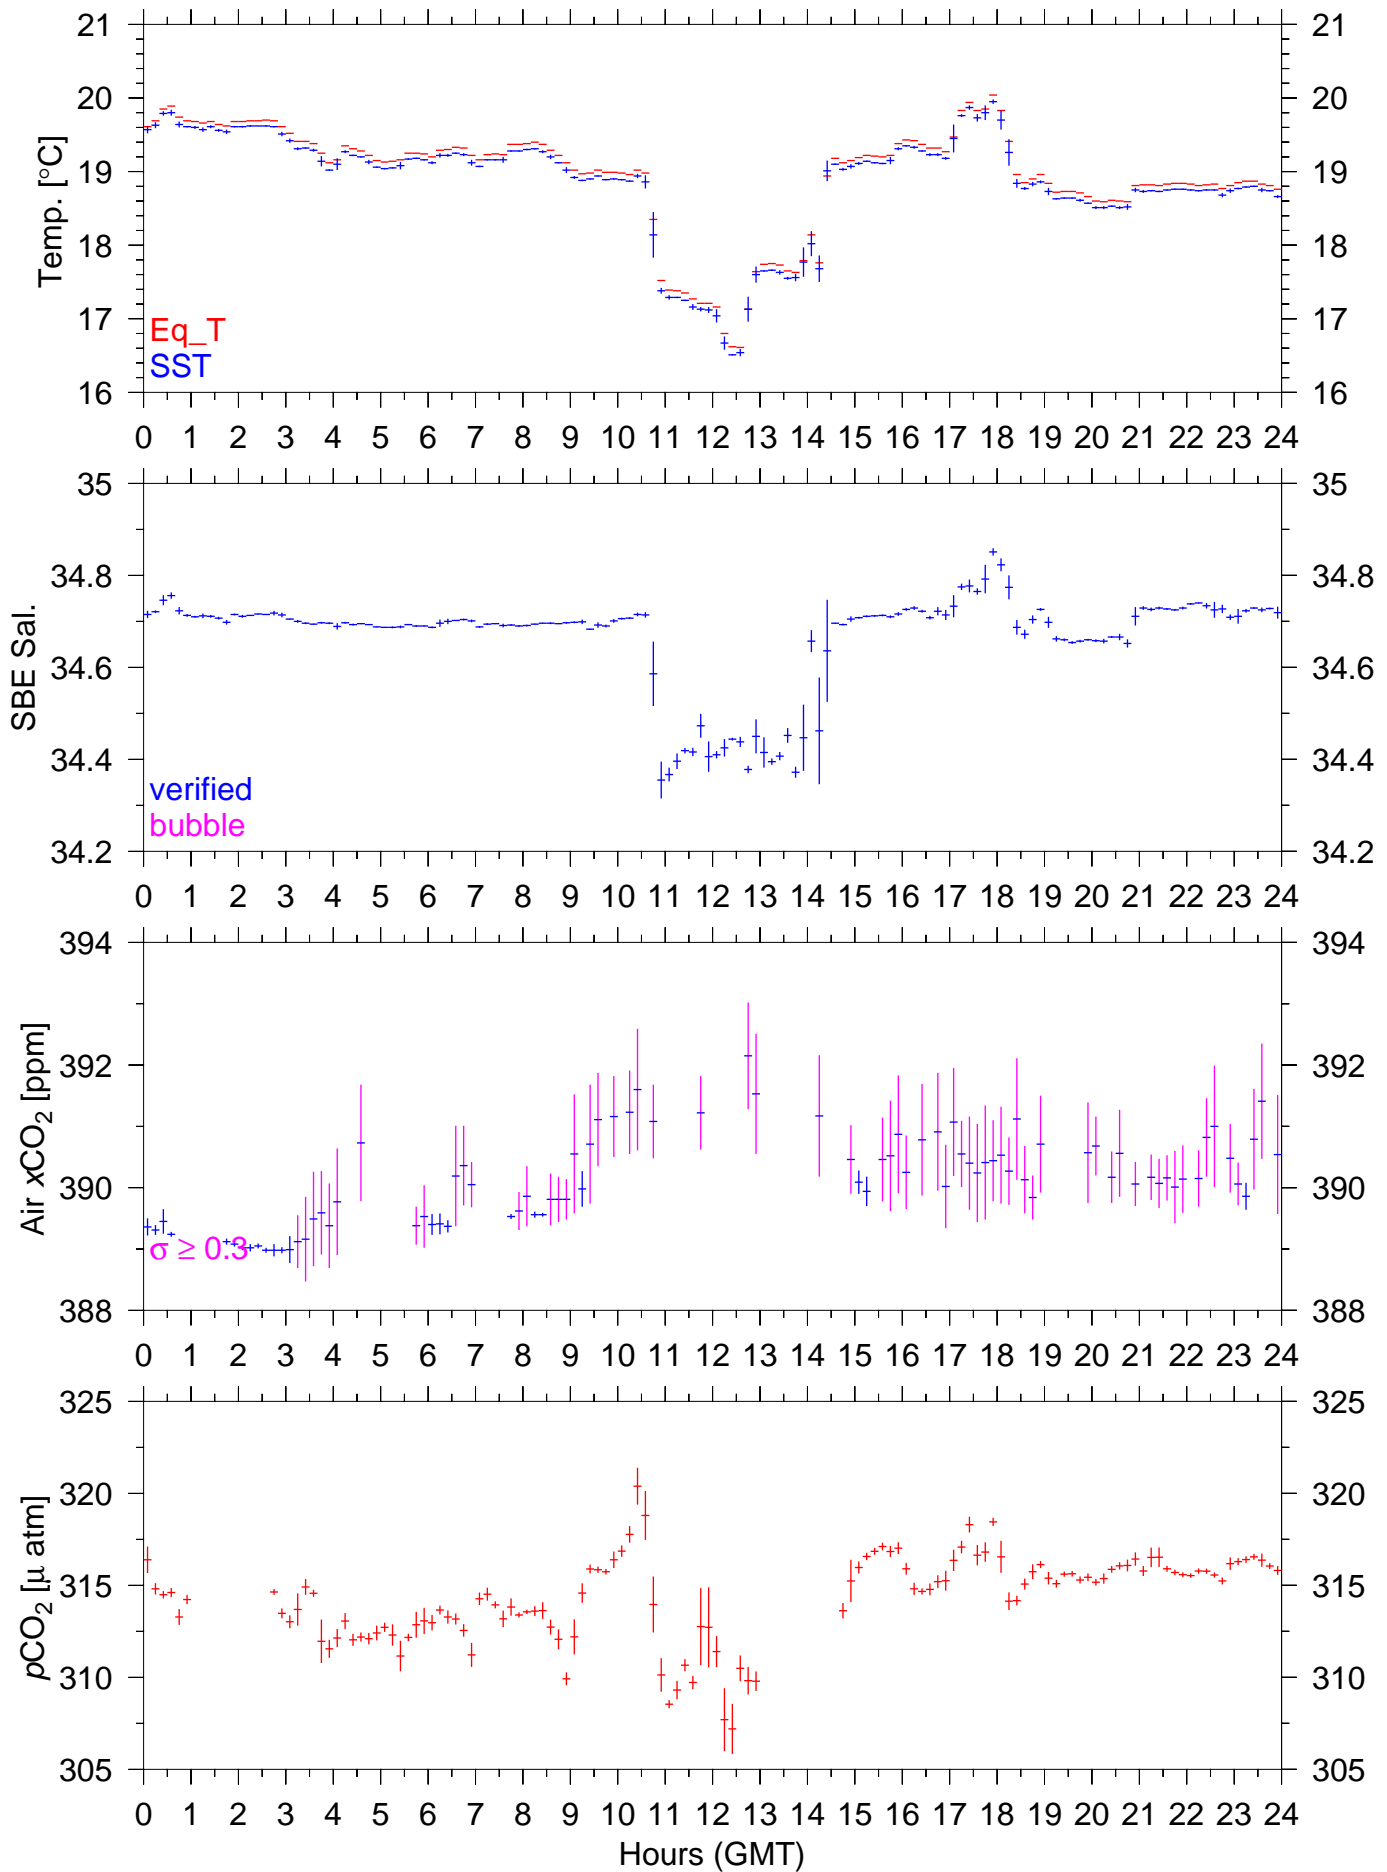 21 21
20 20
19 19
18 18
17 17
16 16
Temp. [°C]
Eq_T
SST
0 1 2 3 4 5 6 7 8 9 10 11 12 13 14 15 16 17 18 19 20 21 22 23 24
35 35
34.8 34.8
34.6 34.6
34.4 34.4
34.2 34.2
SBE Sal.
verified
bubble
0 1 2 3 4 5 6 7 8 9 10 11 12 13 14 15 16 17 18 19 20 21 22 23 24
394 394
392 392
390 390
388 388
Air xCO₂ [ppm]
σ ≥ 0.3
0 1 2 3 4 5 6 7 8 9 10 11 12 13 14 15 16 17 18 19 20 21 22 23 24
325 325
320 320
315 315
310 310
305 305
pCO₂ [μ atm]
0 1 2 3 4 5 6 7 8 9 10 11 12 13 14 15 16 17 18 19 20 21 22 23 24
Hours (GMT)